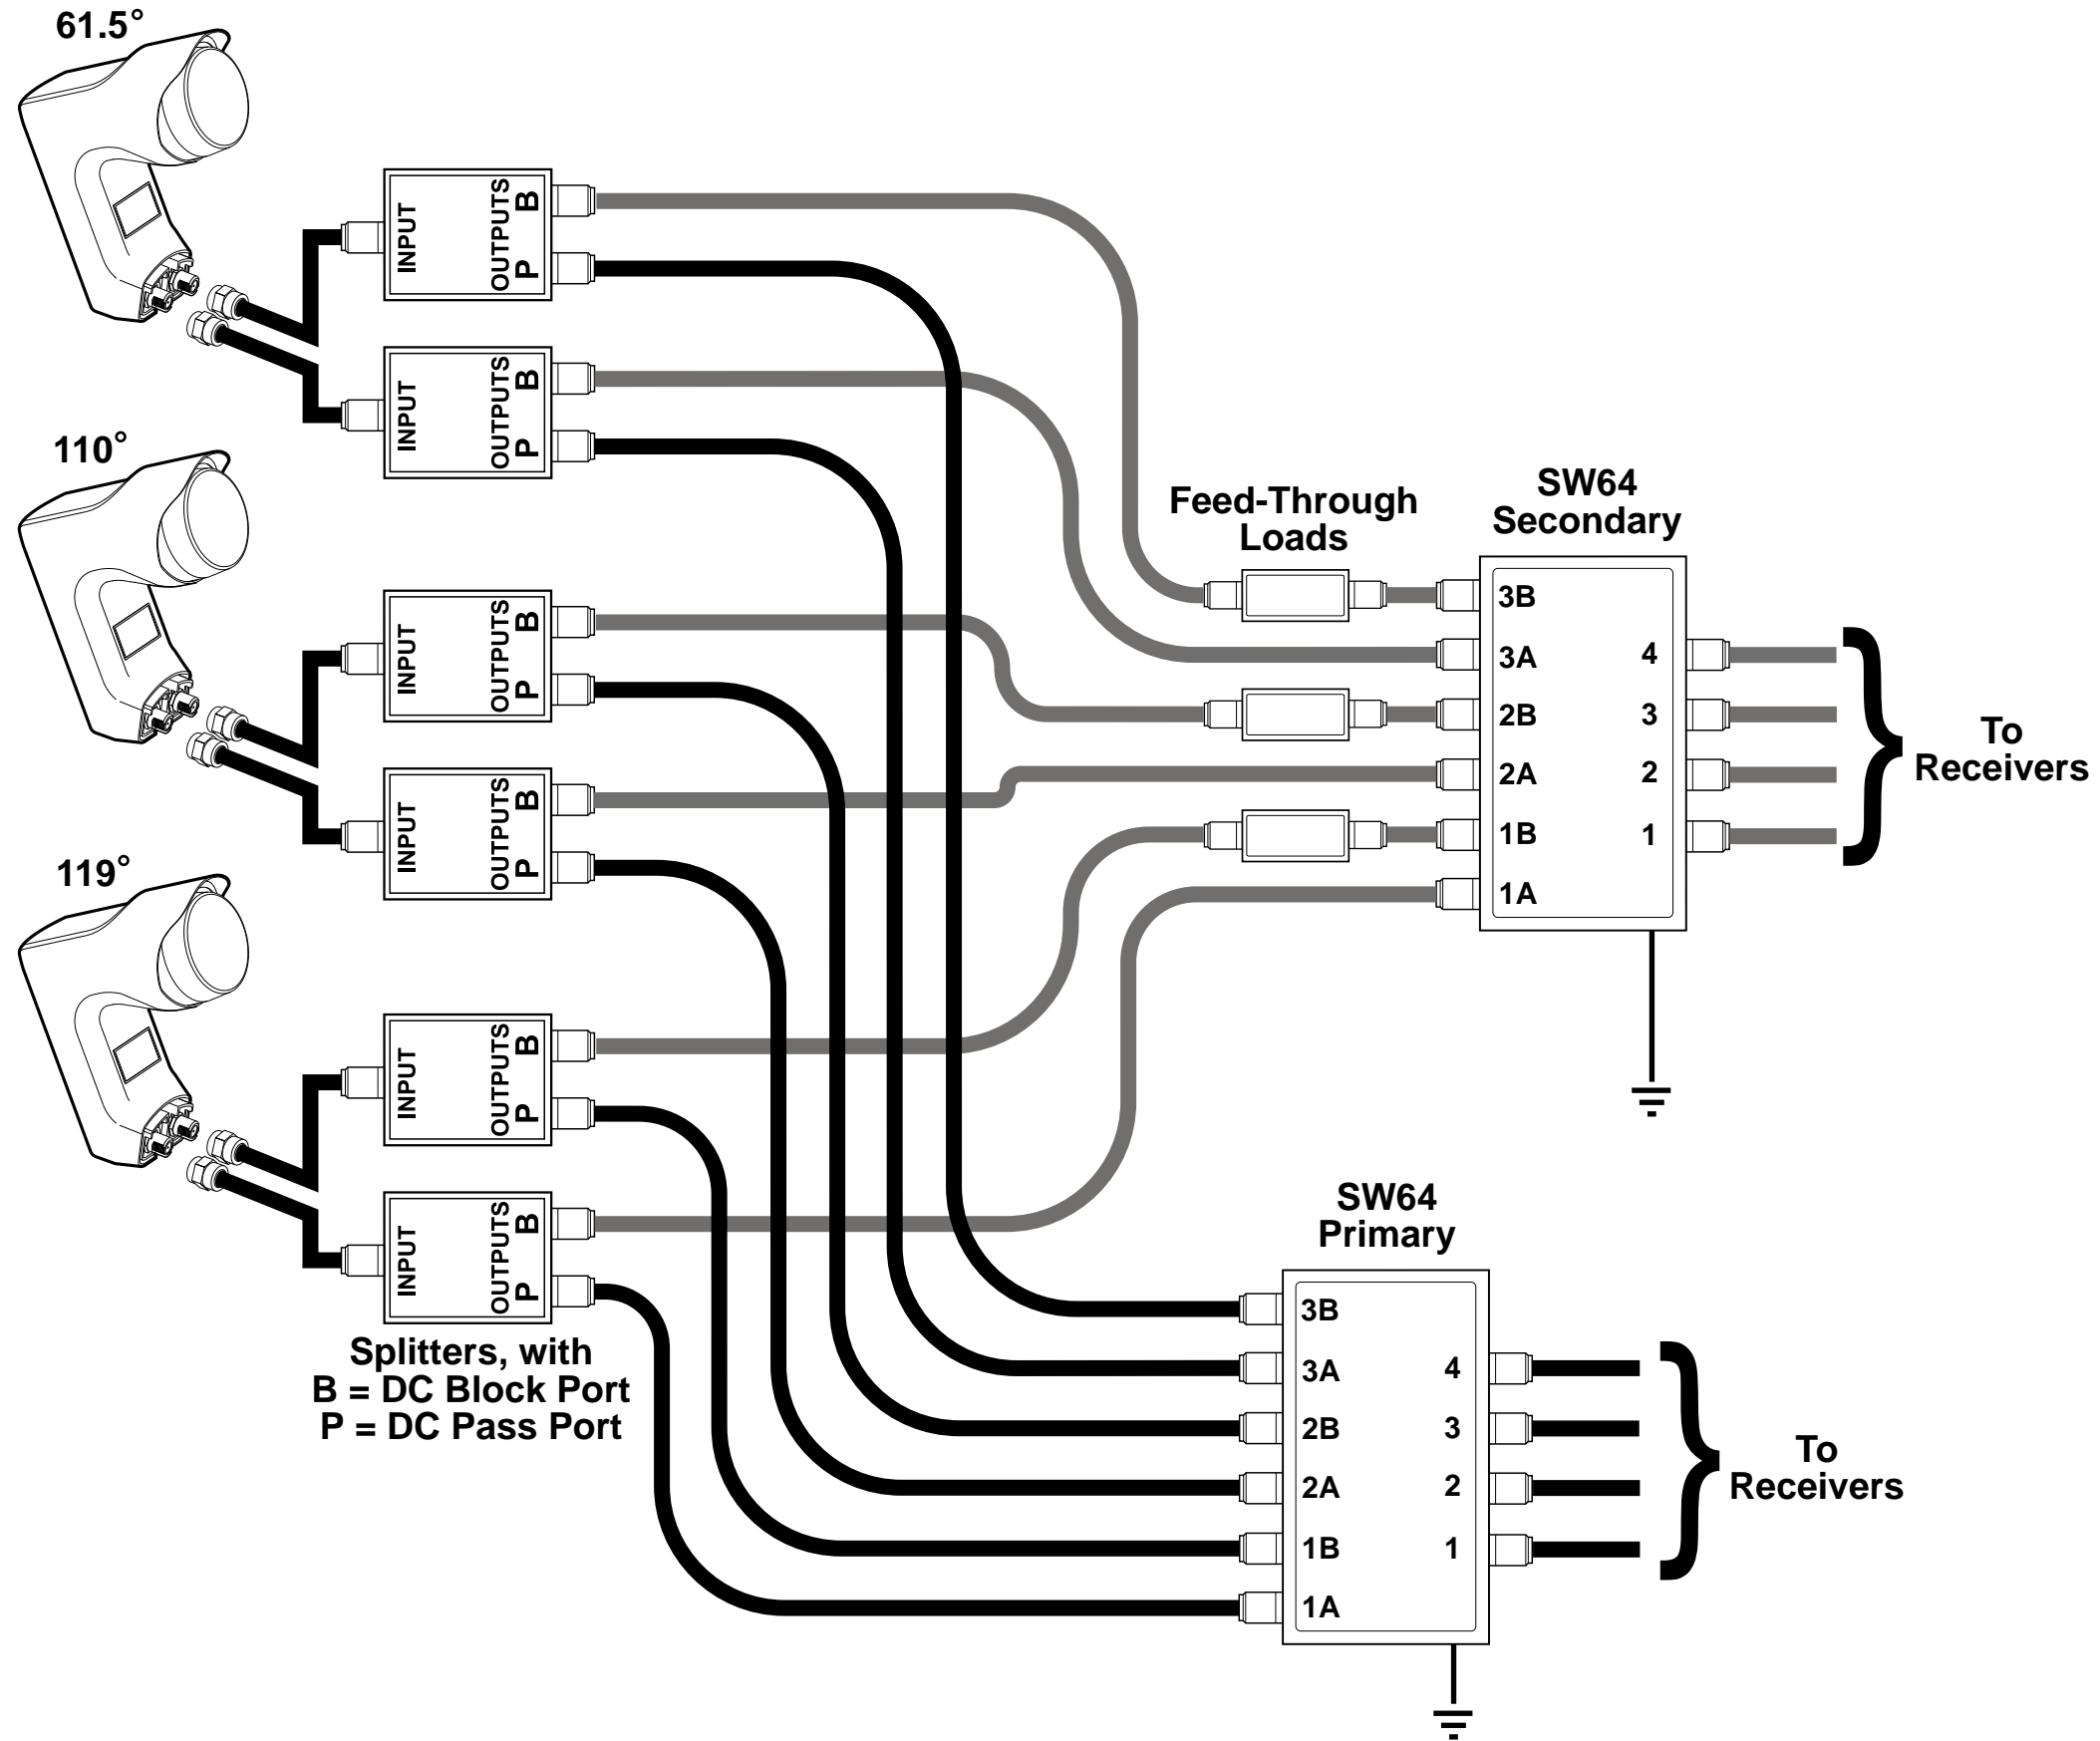 61.5°
INPUT
OUTPUTS
B
P
INPUT
OUTPUTS
B
P
110°
INPUT
OUTPUTS
B
P
INPUT
OUTPUTS
B
P
119°
INPUT
OUTPUTS
B
P
INPUT
OUTPUTS
B
P
Splitters, with
B = DC Block Port
P = DC Pass Port
Feed-Through
Loads
SW64
Secondary
3B
3A
2B
2A
1B
1A
4
3
2
1
To
Receivers
SW64
Primary
3B
3A
2B
2A
1B
1A
4
3
2
1
To
Receivers